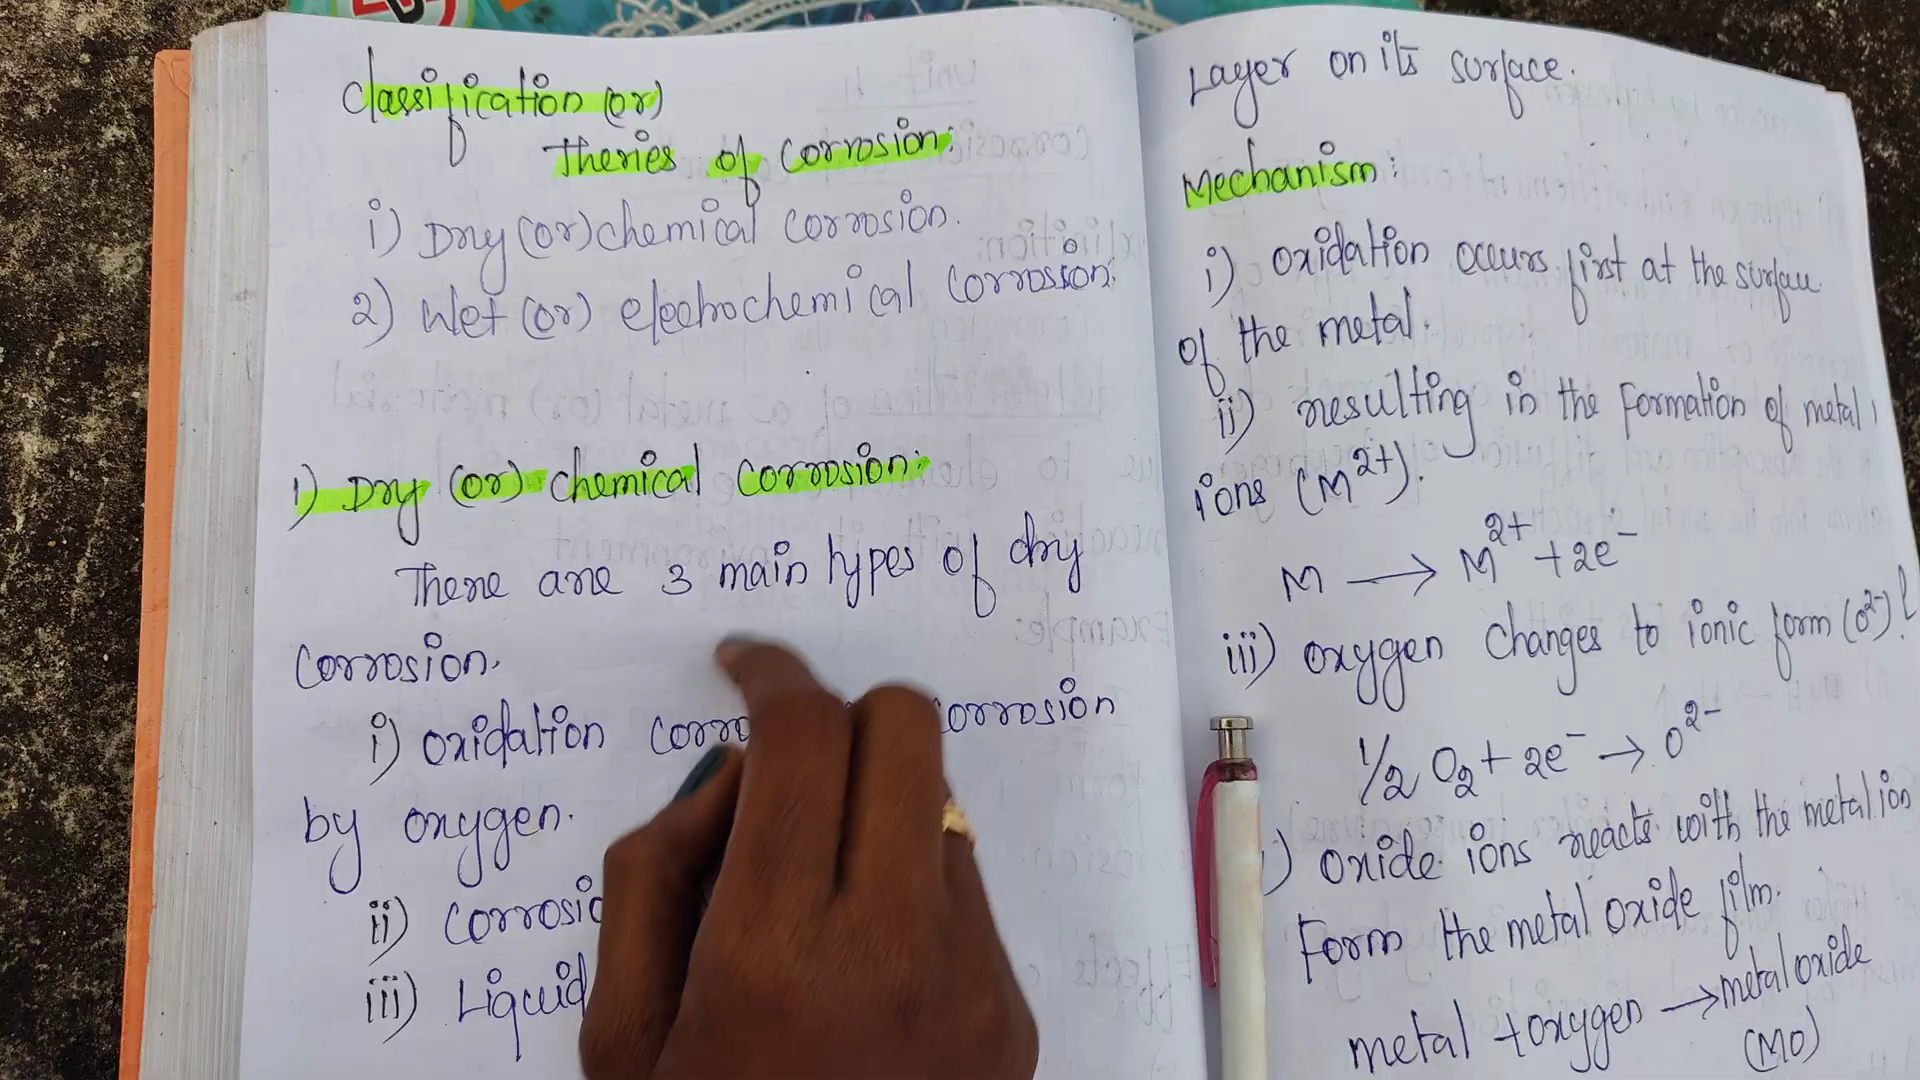 Classification (or)
Theries of Corrosion:
i) Dry (or) chemical corrosion.
2) Wet (or) electrochemical corrosion.
1) Dry (or) chemical corrosion:
There are 3 main types of dry
corrosion.
i) oxidation corrosion
by oxygen.
ii)
iii) Liquid
Layer on its surface.
Mechanism:
i) oxidation occurs first at the surface
of the metal.
ii) resulting in the formation of metal
ions (M²⁺).
M → M²⁺ + 2e⁻
iii) oxygen changes to ionic form (O²⁻)
1/2 O₂ + 2e⁻ → O²⁻
) oxide ions reacts with the metal ion
Form the metal oxide film.
metal + oxygen → metal oxide
(MO)